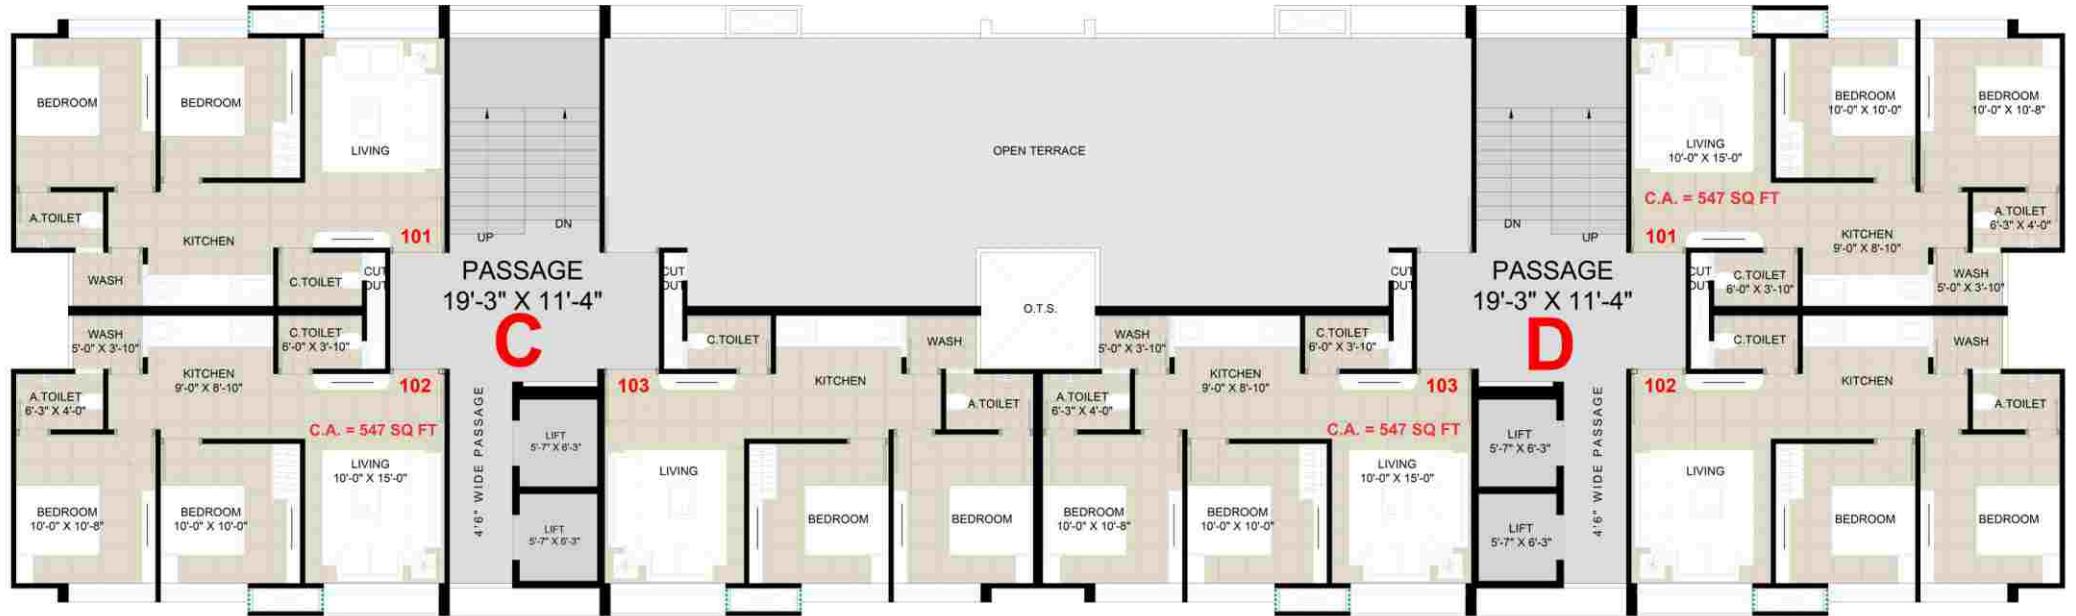 BEDROOM
BEDROOM
LIVING
A.TOILET
KITCHEN
101
WASH
C.TOILET
CUT
OUT
UP
DN
PASSAGE
19'-3" X 11'-4"
C
WASH
5'-0" X 3'-10"
C.TOILET
6'-0" X 3'-10"
KITCHEN
9'-0" X 8'-10"
102
A.TOILET
6'-3" X 4'-0"
C.A. = 547 SQ FT
LIVING
10'-0" X 15'-0"
BEDROOM
10'-0" X 10'-8"
BEDROOM
10'-0" X 10'-0"
4'6" WIDE PASSAGE
LIFT
5'-7" X 6'-3"
LIFT
5'-7" X 6'-3"
OPEN TERRACE
CUT
OUT
O.T.S.
C.TOILET
WASH
KITCHEN
103
A.TOILET
LIVING
BEDROOM
BEDROOM
WASH
5'-0" X 3'-10"
C.TOILET
6'-0" X 3'-10"
CUT
OUT
KITCHEN
9'-0" X 8'-10"
103
A.TOILET
6'-3" X 4'-0"
C.A. = 547 SQ FT
LIVING
10'-0" X 15'-0"
BEDROOM
10'-0" X 10'-8"
BEDROOM
10'-0" X 10'-0"
DN
UP
PASSAGE
19'-3" X 11'-4"
D
LIFT
5'-7" X 6'-3"
LIFT
5'-7" X 6'-3"
4'6" WIDE PASSAGE
BEDROOM
10'-0" X 10'-0"
BEDROOM
10'-0" X 10'-8"
LIVING
10'-0" X 15'-0"
C.A. = 547 SQ FT
101
KITCHEN
9'-0" X 8'-10"
A.TOILET
6'-3" X 4'-0"
CUT
OUT
C.TOILET
6'-0" X 3'-10"
WASH
5'-0" X 3'-10"
C.TOILET
WASH
102
KITCHEN
A.TOILET
LIVING
BEDROOM
BEDROOM